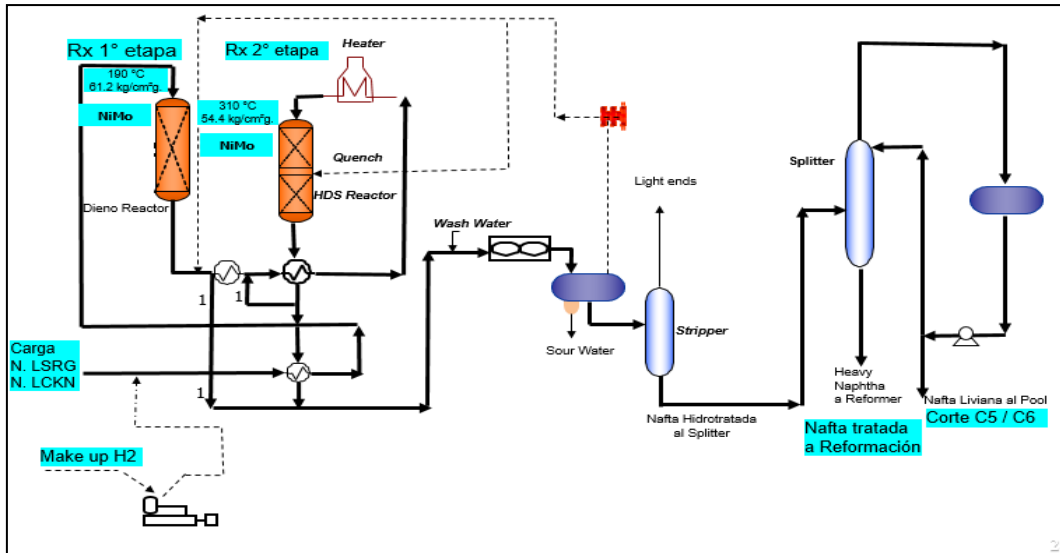 Rx 1° etapa
190 °C
61.2 kg/cm²g.
NiMo
Dieno Reactor
Rx 2° etapa
Heater
310 °C
54.4 kg/cm²g.
NiMo
Quench
HDS Reactor
Wash Water
Light ends
Splitter
1
1
1
Sour Water
Stripper
Carga
N. LSRG
N. LCKN
Nafta Hidrotratada
al Splitter
Heavy
Naphtha
a Reformer
Nafta Liviana al Pool
Corte C5 / C6
Nafta tratada
a Reformación
Make up H2
2